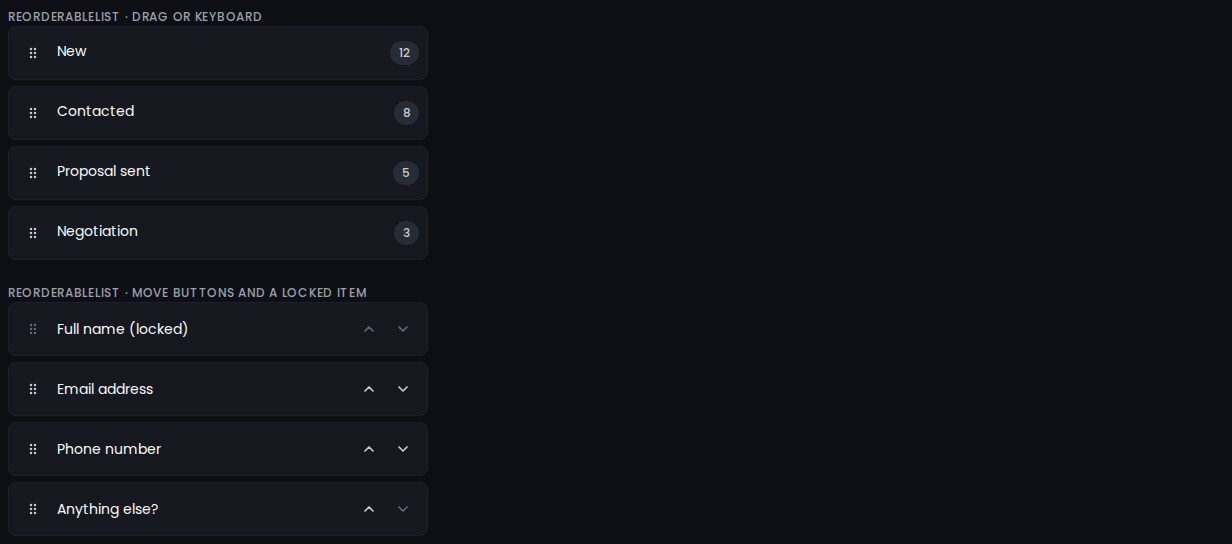 REORDERABLELIST · DRAG OR KEYBOARD
New 12
Contacted 8
Proposal sent 5
Negotiation 3
REORDERABLELIST · MOVE BUTTONS AND A LOCKED ITEM
Full name (locked)
Email address
Phone number
Anything else?